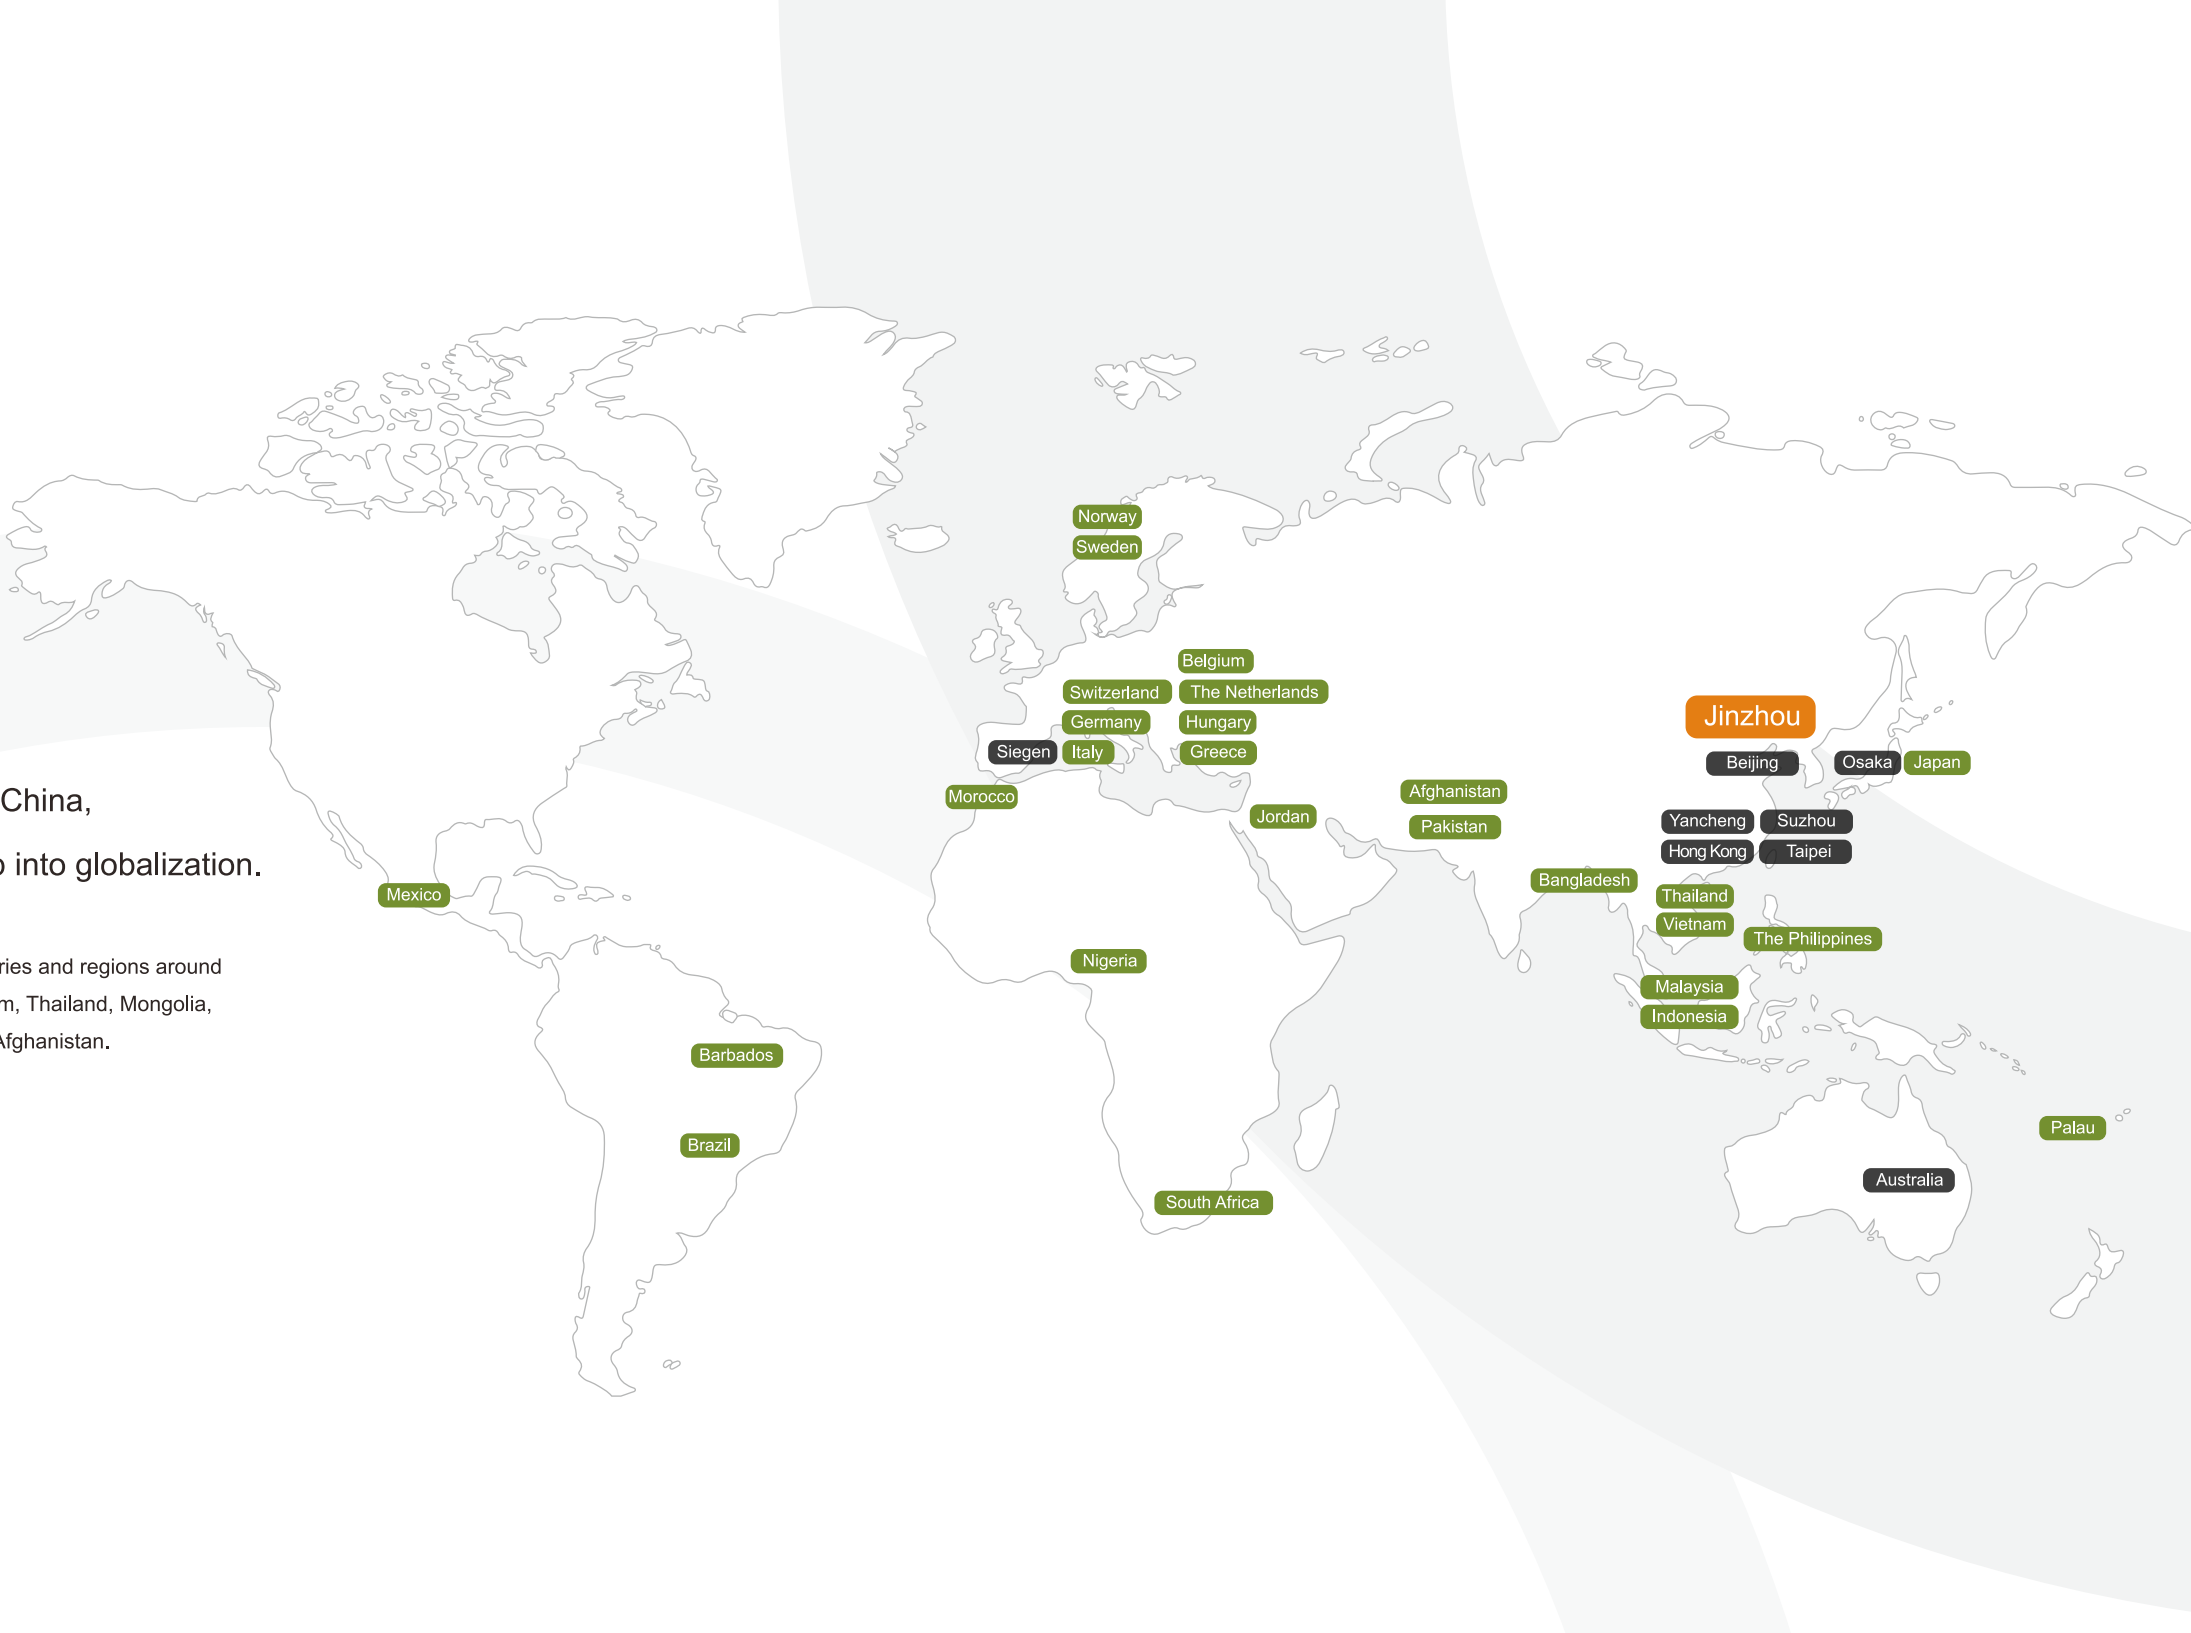 China,
into globalization.
ries and regions around
m, Thailand, Mongolia,
Afghanistan.
Norway
Sweden
Belgium
Switzerland The Netherlands
Germany Hungary
Siegen Italy Greece
Morocco
Jordan
Afghanistan
Pakistan
Jinzhou
Beijing Osaka Japan
Yancheng Suzhou
Hong Kong Taipei
Bangladesh
Thailand
Vietnam
The Philippines
Malaysia
Indonesia
Mexico
Nigeria
Barbados
Brazil
South Africa
Palau
Australia